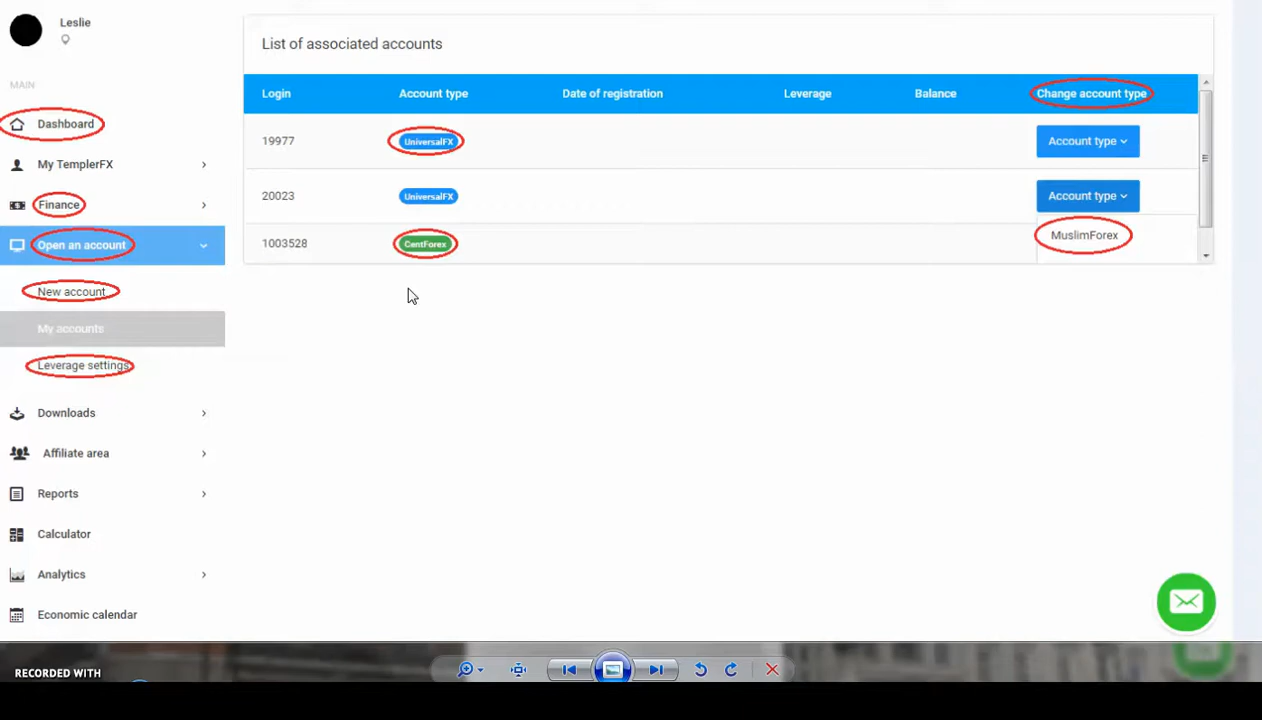 Leslie
MAIN
Dashboard
My TemplerFX
Finance
Open an account
New account
My accounts
Leverage settings
Downloads
Affiliate area
Reports
Calculator
Analytics
Economic calendar
List of associated accounts
Login Account type Date of registration Leverage Balance Change account type
19977 UniversalFX Account type
20023 UniversalFX Account type
MuslimForex
1003528 CentForex
RECORDED WITH